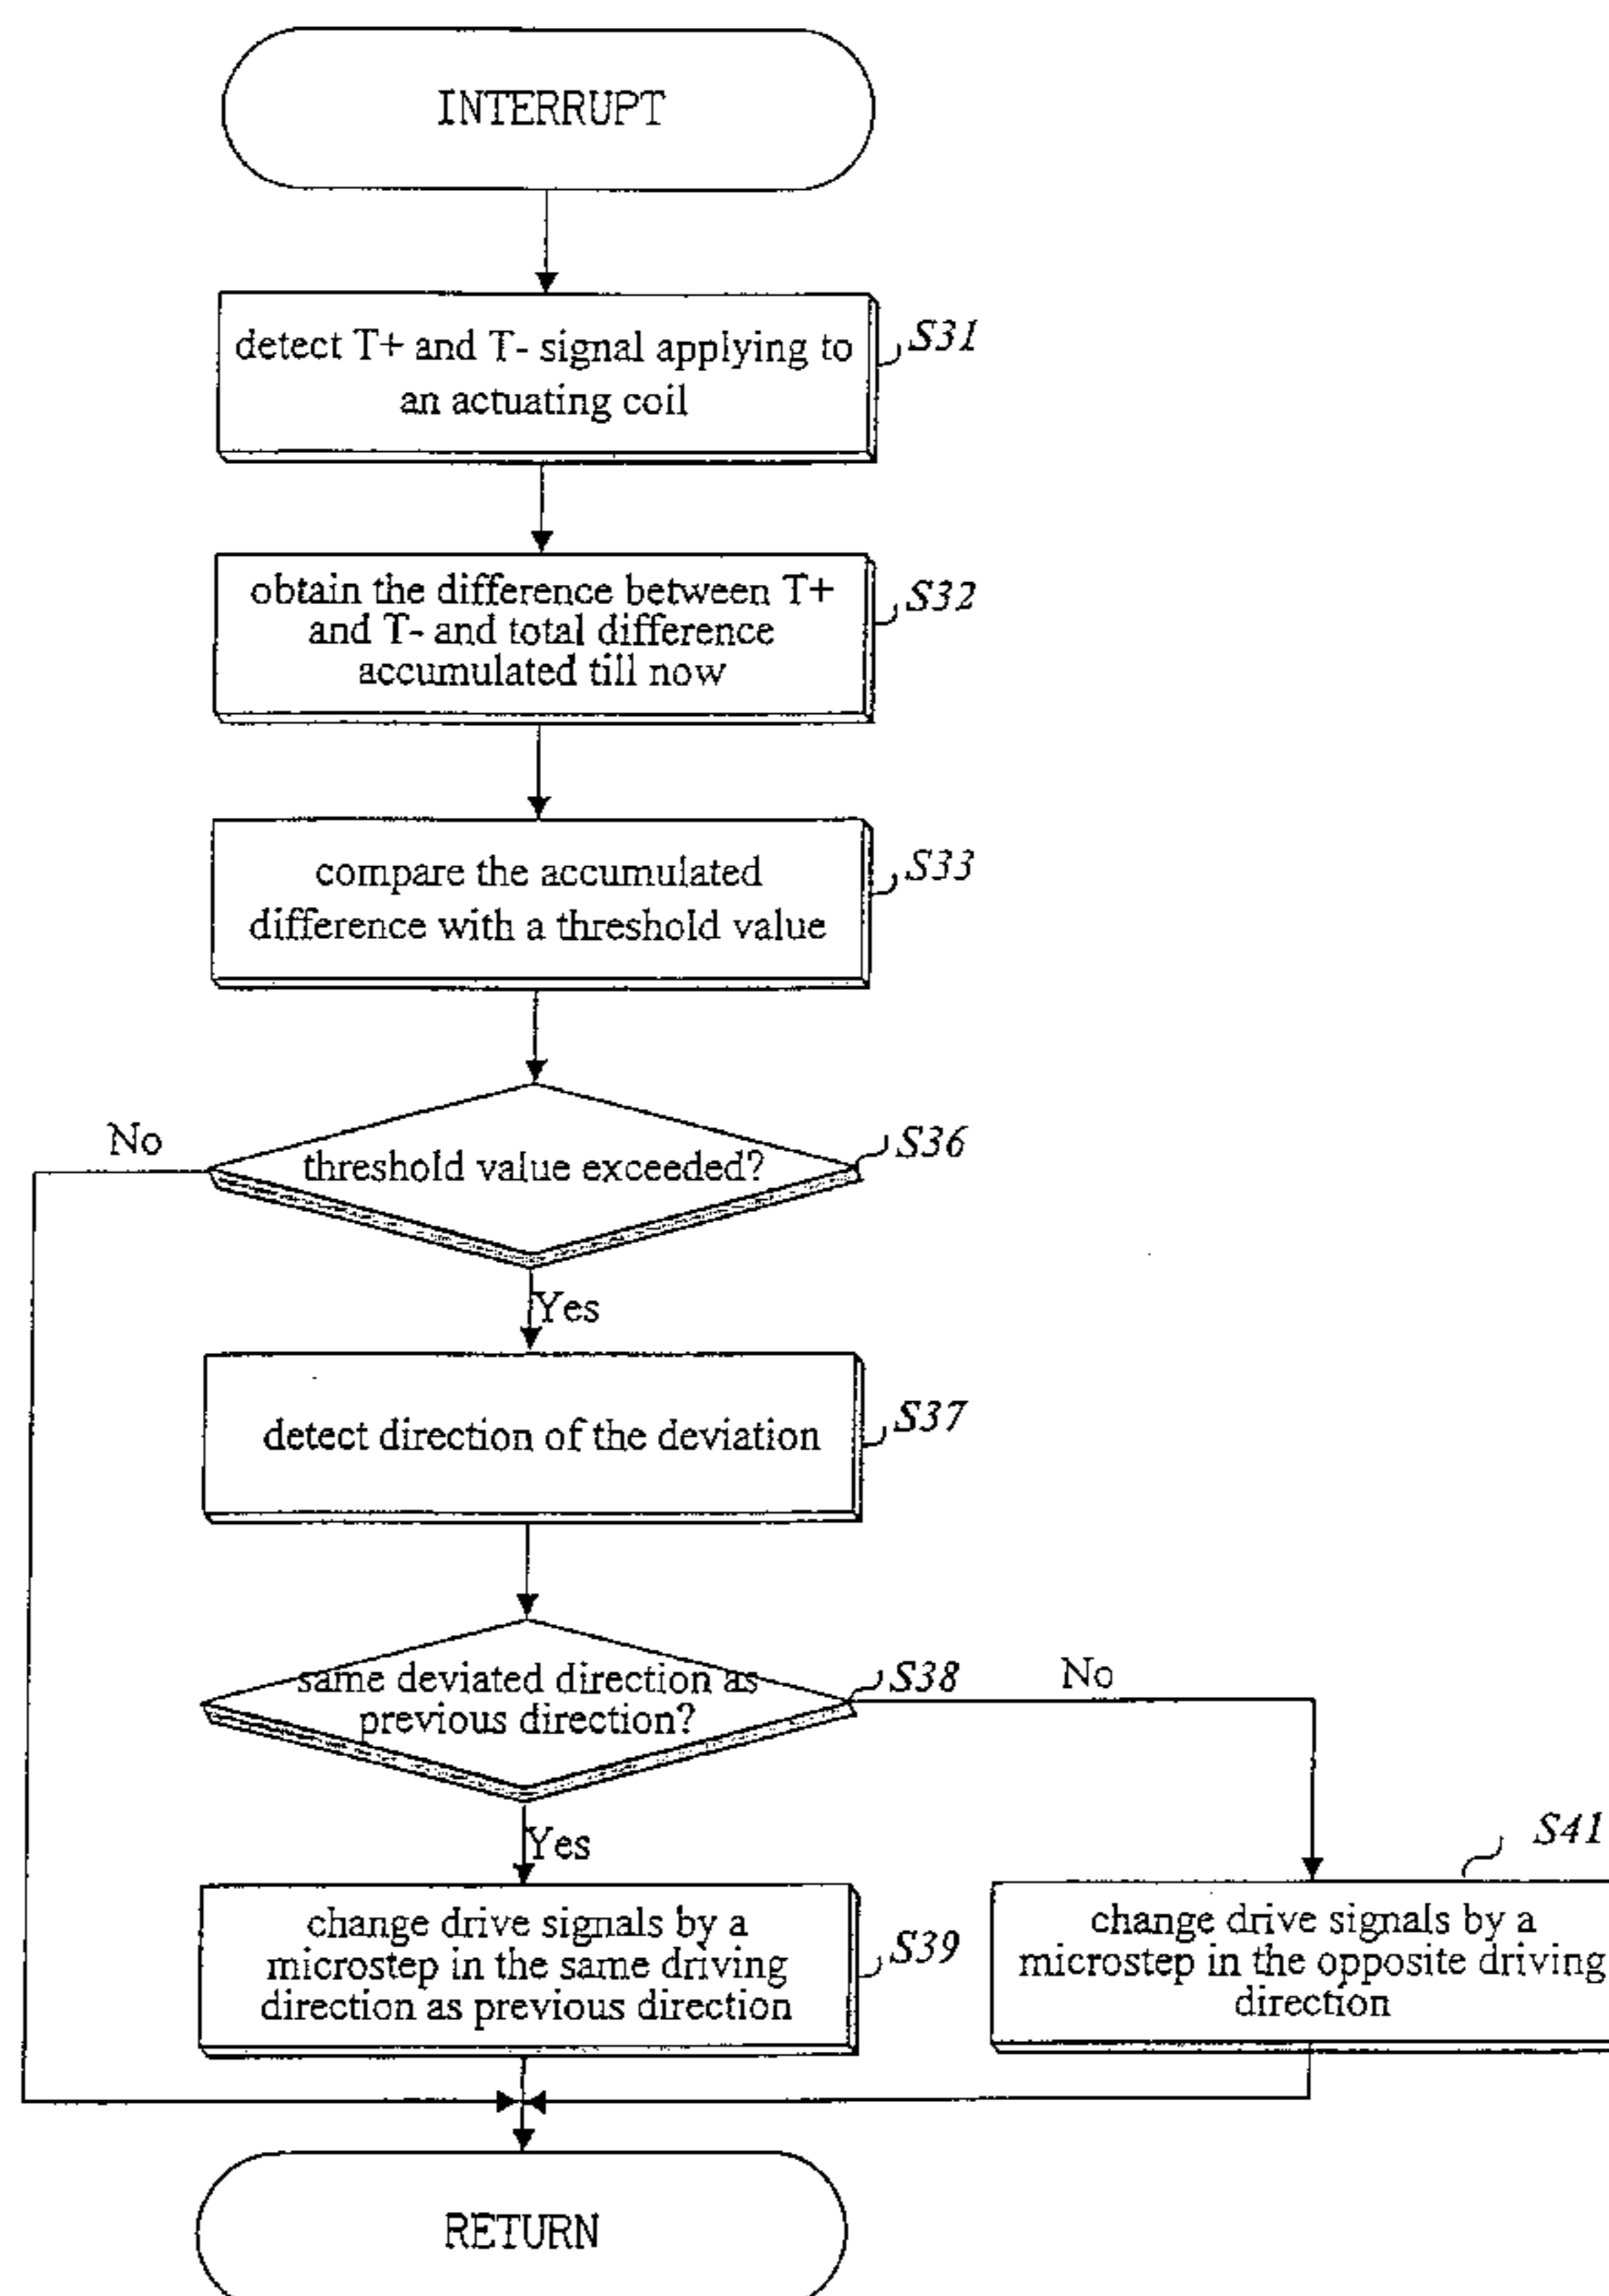 INTERRUPT
detect T+ and T- signal applying to
an actuating coil
S31
obtain the difference between T+
and T- and total difference
accumulated till now
S32
compare the accumulated
difference with a threshold value
S33
threshold value exceeded?
S36
No
Yes
detect direction of the deviation
S37
same deviated direction as
previous direction?
S38
No
Yes
change drive signals by a
microstep in the same driving
direction as previous direction
S39
change drive signals by a
microstep in the opposite driving
direction
S41
RETURN